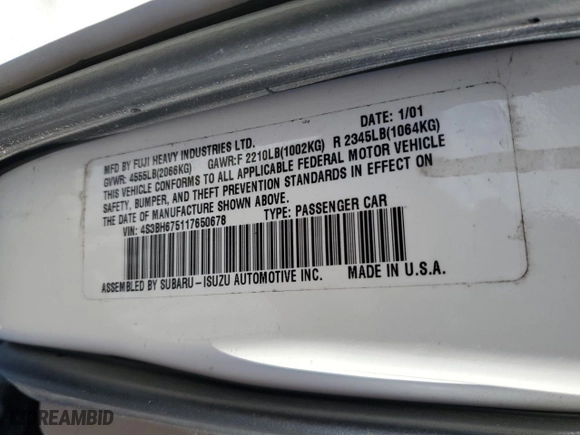 MFD BY FUJI HEAVY INDUSTRIES LTD. DATE: 1/01
GVWR: 4555LB(2066KG) GAWR:F 2210LB(1002KG) R 2345LB(1064KG)
THIS VEHICLE CONFORMS TO ALL APPLICABLE FEDERAL MOTOR VEHICLE
SAFETY, BUMPER, AND THEFT PREVENTION STANDARDS IN EFFECT ON
THE DATE OF MANUFACTURE SHOWN ABOVE.
VIN: 4S3BH675117650678 TYPE: PASSENGER CAR
ASSEMBLED BY SUBARU-ISUZU AUTOMOTIVE INC. MADE IN U.S.A.
DREAMBID